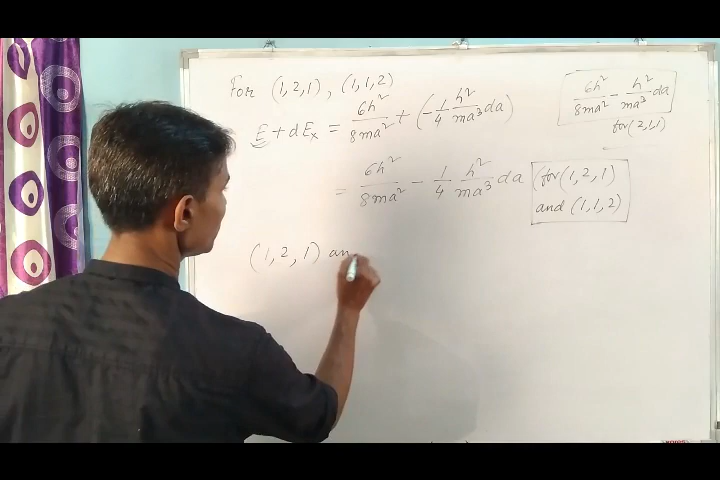 For (1,2,1), (1,1,2)
E + dEₓ = 6h²/8ma² + (-1/4 h²/ma³ da)
= 6h²/8ma² - 1/4 h²/ma³ da
for (1,2,1)
and (1,1,2)
(1,2,1) an
6h²/8ma² - h²/ma³ da
for (2,1,1)